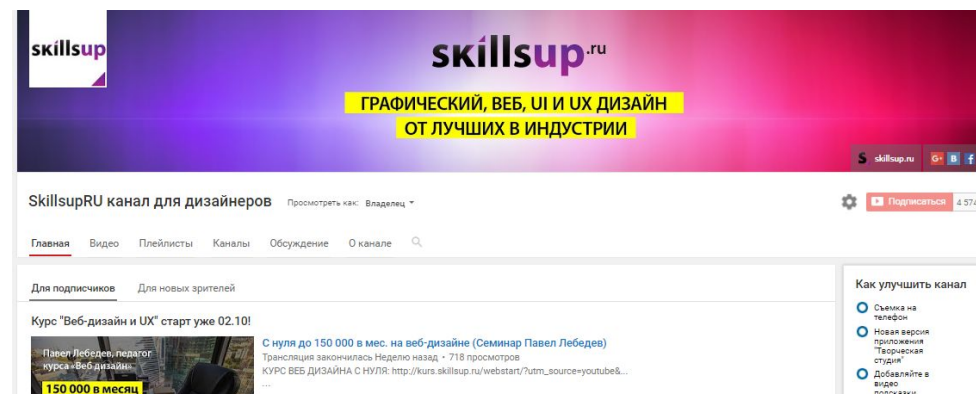 skillsup
skillsup.ru
ГРАФИЧЕСКИЙ, ВЕБ, UI И UX ДИЗАЙН
ОТ ЛУЧШИХ В ИНДУСТРИИ
S skillsup.ru G+ B f
SkillsupRU канал для дизайнеров Просмотреть как: Владелец
Подписаться 4 574
Главная Видео Плейлисты Каналы Обсуждение О канале
Для подписчиков Для новых зрителей
Курс "Веб-дизайн и UX" старт уже 02.10!
Павел Лебедев, педагог
курса «Веб дизайн»
150 000 в месяц
С нуля до 150 000 в мес. на веб-дизайне (Семинар Павел Лебедев)
Трансляция закончилась Неделю назад • 718 просмотров
КУРС ВЕБ ДИЗАЙНА С НУЛЯ: http://kurs.skillsup.ru/webstart/?utm_source=youtube&...
...
Как улучшить канал
Съемка на
телефон
Новая версия
приложения
"Творческая
студия"
Добавляйте в
видео
подсказки